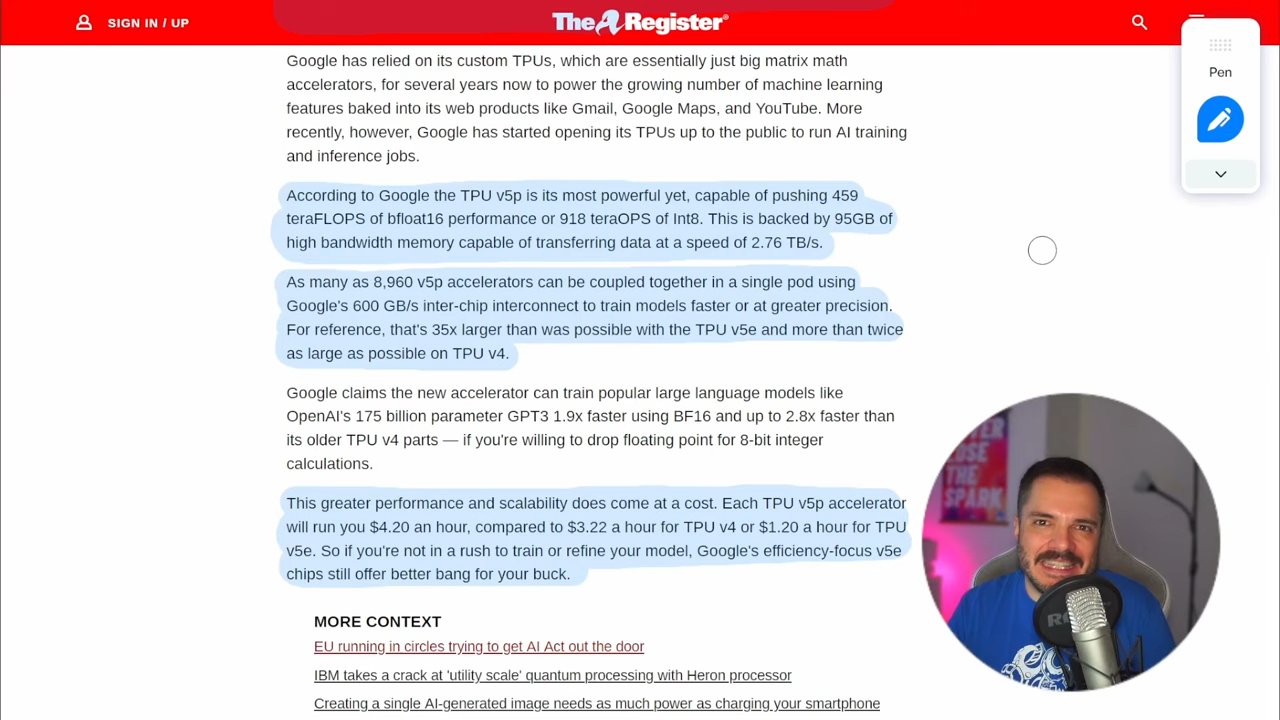 SIGN IN / UP
The Register®
Pen
Google has relied on its custom TPUs, which are essentially just big matrix math
accelerators, for several years now to power the growing number of machine learning
features baked into its web products like Gmail, Google Maps, and YouTube. More
recently, however, Google has started opening its TPUs up to the public to run AI training
and inference jobs.
According to Google the TPU v5p is its most powerful yet, capable of pushing 459
teraFLOPS of bfloat16 performance or 918 teraOPS of Int8. This is backed by 95GB of
high bandwidth memory capable of transferring data at a speed of 2.76 TB/s.
As many as 8,960 v5p accelerators can be coupled together in a single pod using
Google's 600 GB/s inter-chip interconnect to train models faster or at greater precision.
For reference, that's 35x larger than was possible with the TPU v5e and more than twice
as large as possible on TPU v4.
Google claims the new accelerator can train popular large language models like
OpenAI's 175 billion parameter GPT3 1.9x faster using BF16 and up to 2.8x faster than
its older TPU v4 parts — if you're willing to drop floating point for 8-bit integer
calculations.
This greater performance and scalability does come at a cost. Each TPU v5p accelerator
will run you $4.20 an hour, compared to $3.22 a hour for TPU v4 or $1.20 a hour for TPU
v5e. So if you're not in a rush to train or refine your model, Google's efficiency-focus v5e
chips still offer better bang for your buck.
MORE CONTEXT
EU running in circles trying to get AI Act out the door
IBM takes a crack at 'utility scale' quantum processing with Heron processor
Creating a single AI-generated image needs as much power as charging your smartphone
THE
SPARK